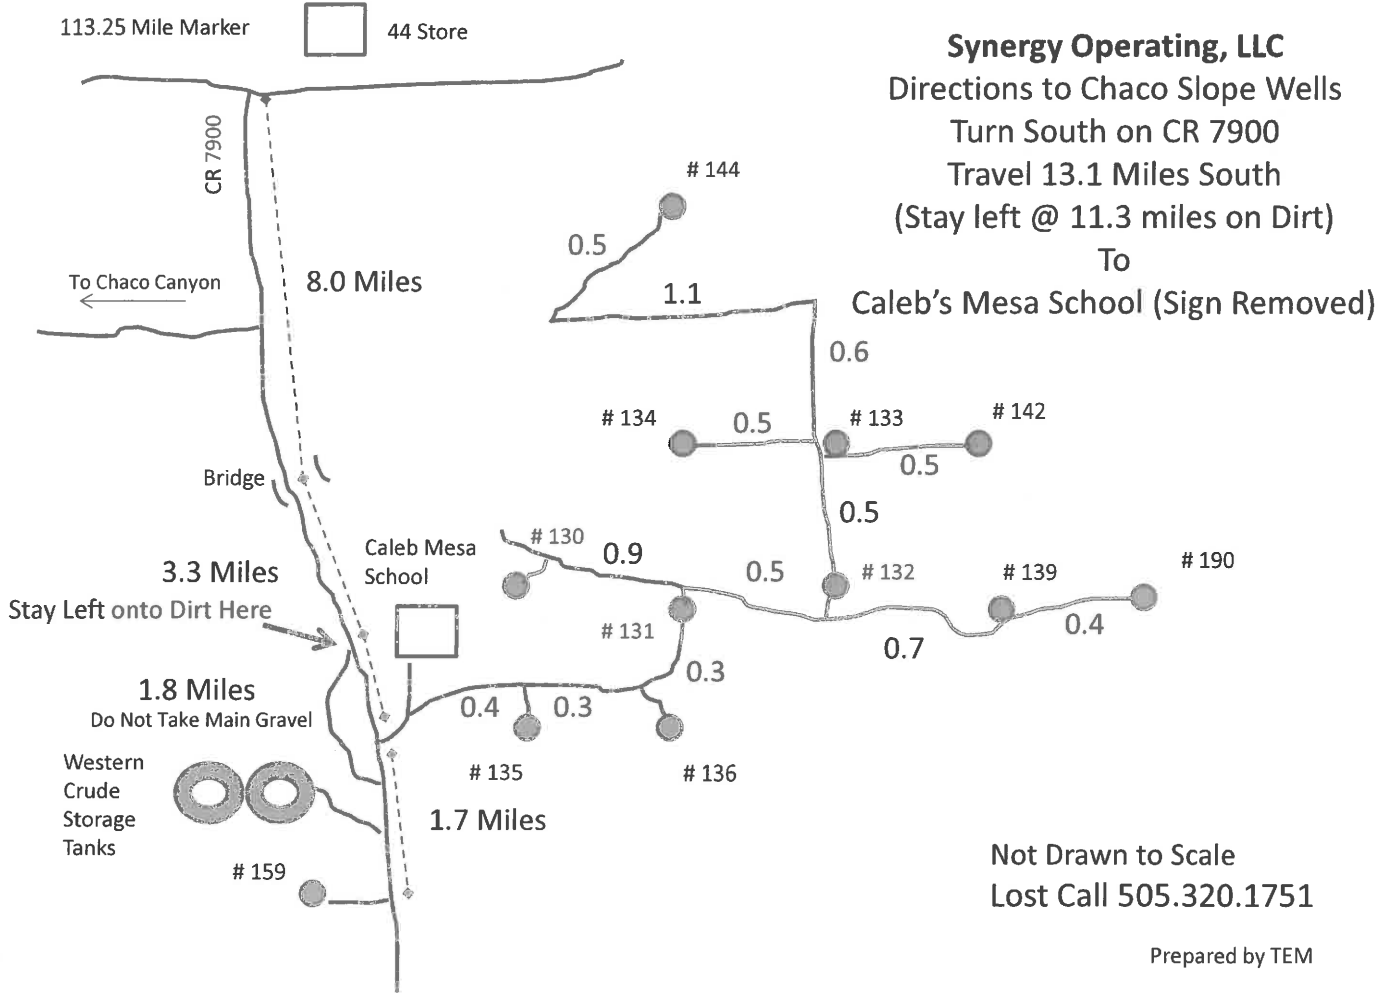 113.25 Mile Marker
44 Store
Synergy Operating, LLC
Directions to Chaco Slope Wells
Turn South on CR 7900
Travel 13.1 Miles South
(Stay left @ 11.3 miles on Dirt)
To
Caleb's Mesa School (Sign Removed)
CR 7900
# 144
0.5
To Chaco Canyon
8.0 Miles
1.1
0.6
# 134
0.5
# 133
# 142
0.5
Bridge
0.5
# 130
0.9
Caleb Mesa
School
3.3 Miles
Stay Left onto Dirt Here
0.5
# 132
# 139
# 190
# 131
0.7
0.4
0.3
1.8 Miles
Do Not Take Main Gravel
0.4
0.3
# 135
# 136
Western
Crude
Storage
Tanks
1.7 Miles
# 159
Not Drawn to Scale
Lost Call 505.320.1751
Prepared by TEM